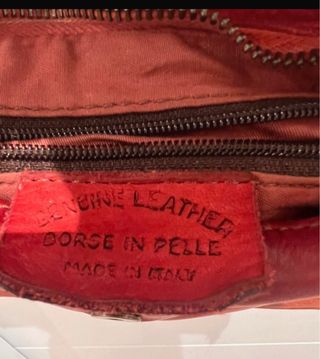 GENUINE LEATHER
BORSE IN PELLE
MADE IN ITALY